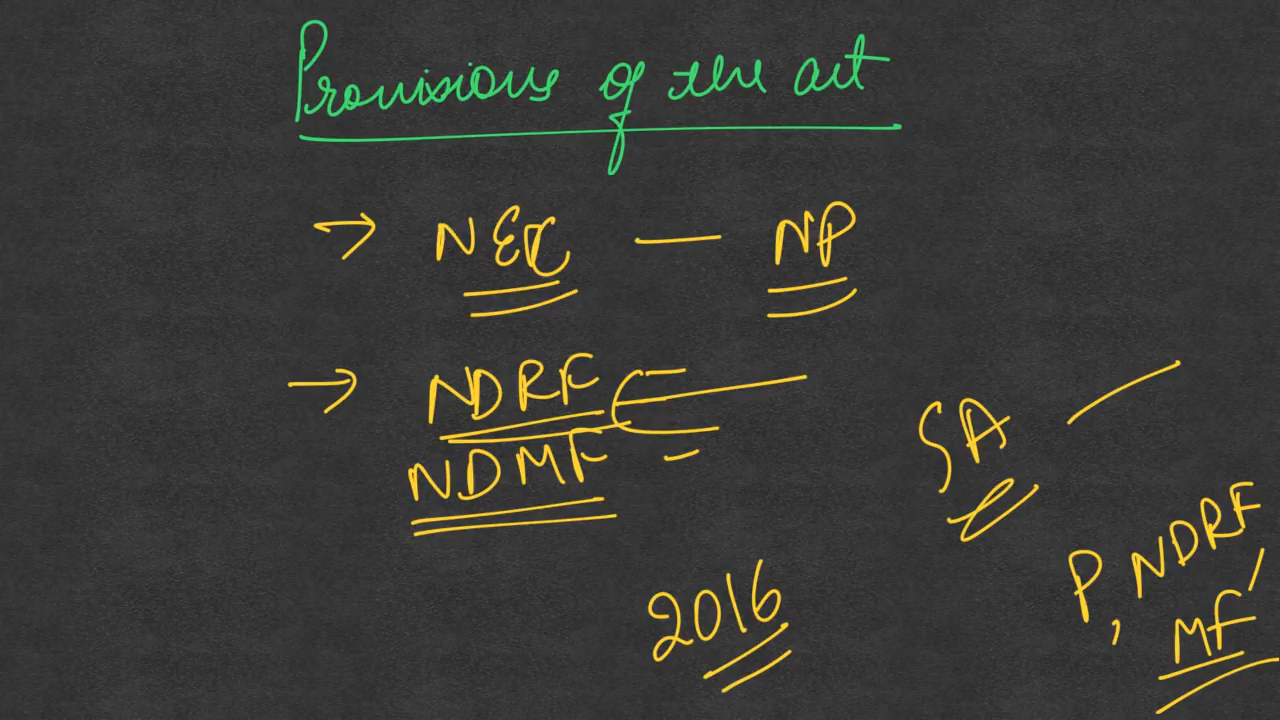 Provisions of the act
→ NEC — NP
→ NDRF
NDMF -
SA
P, NDRF,
MF
2016